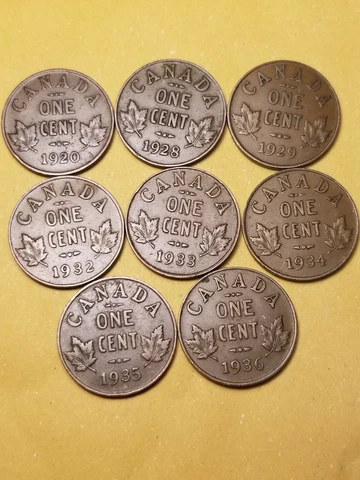 CANADA
ONE
CENT
1920
CANADA
ONE
CENT
1928
CANADA
ONE
CENT
1929
CANADA
ONE
CENT
1932
CANADA
ONE
CENT
1933
CANADA
ONE
CENT
1934
CANADA
ONE
CENT
1935
CANADA
ONE
CENT
1936